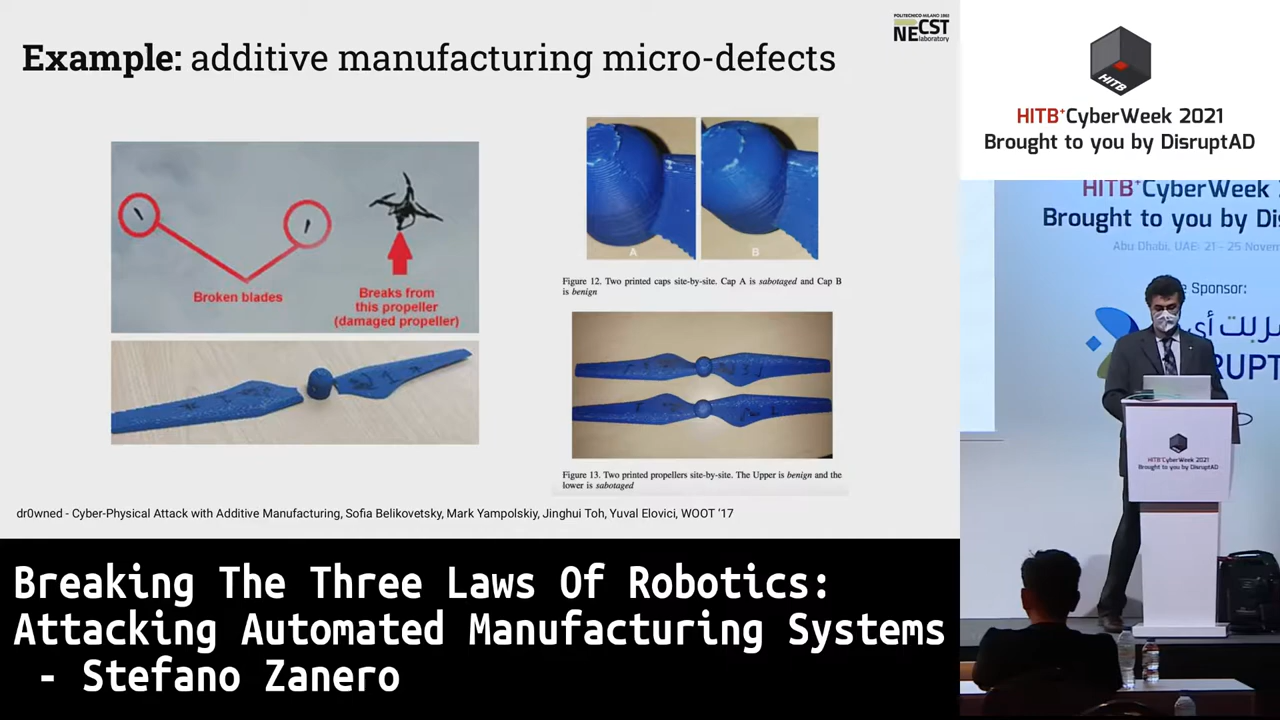 Example: additive manufacturing micro-defects
POLITECNICO MILANO 1863
NECST
laboratory
Broken blades
Breaks from
this propeller
(damaged propeller)
A
B
Figure 12. Two printed caps site-by-site. Cap A is sabotaged and Cap B
is benign
Figure 13. Two printed propellers site-by-site. The Upper is benign and the
lower is sabotaged
dr0wned - Cyber-Physical Attack with Additive Manufacturing, Sofia Belikovetsky, Mark Yampolskiy, Jinghui Toh, Yuval Elovici, WOOT '17
Breaking The Three Laws Of Robotics:
Attacking Automated Manufacturing Systems
- Stefano Zanero
HITB
HITB+CyberWeek 2021
Brought to you by DisruptAD
HITB+CyberWeek
Brought to you by Dis
Abu Dhabi, UAE: 21 - 25 Novem
Sponsor:
HITB+CyberWeek 2021
Brought to you by DisruptAD